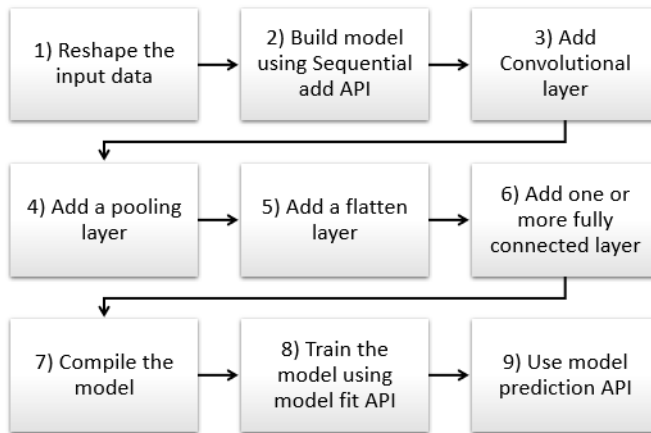 1) Reshape the
input data
2) Build model
using Sequential
add API
3) Add
Convolutional
layer
4) Add a pooling
layer
5) Add a flatten
layer
6) Add one or
more fully
connected layer
7) Compile the
model
8) Train the
model using
model fit API
9) Use model
prediction API